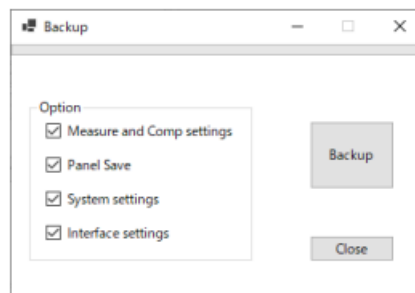 Backup
Option
Measure and Comp settings
Panel Save
System settings
Interface settings
Backup
Close